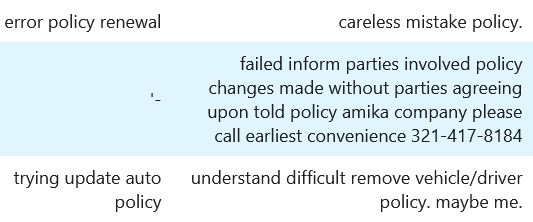 error policy renewal
careless mistake policy.
'-
failed inform parties involved policy
changes made without parties agreeing
upon told policy amika company please
call earliest convenience 321-417-8184
trying update auto
policy
understand difficult remove vehicle/driver
policy. maybe me.